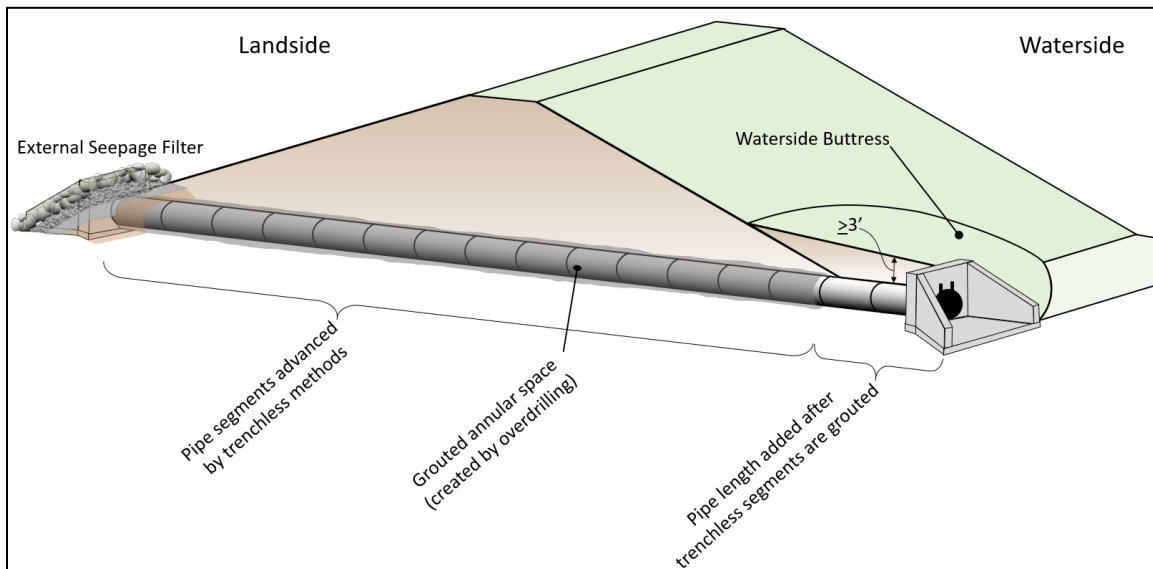 Landside
Waterside
External Seepage Filter
Waterside Buttress
≥3'
Pipe segments advanced
by trenchless methods
Grouted annular space
(created by overdrilling)
Pipe length added after
trenchless segments are grouted